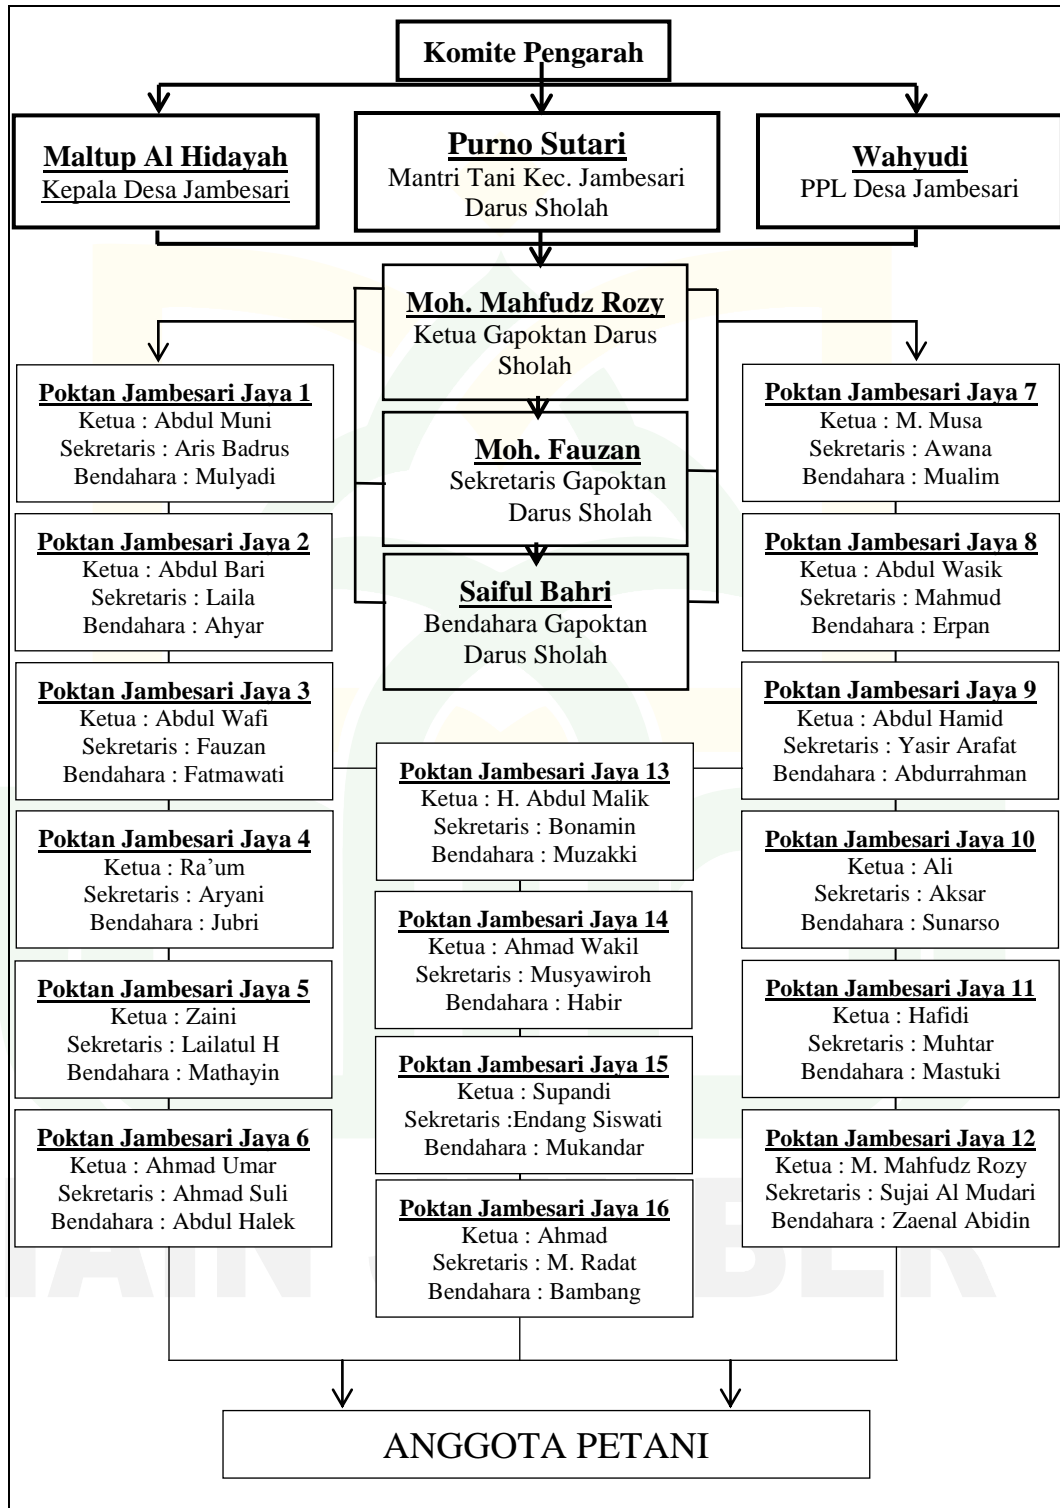 Komite Pengarah
Maltup Al Hidayah
Kepala Desa Jambesari
Purno Sutari
Mantri Tani Kec. Jambesari
Darus Sholah
Wahyudi
PPL Desa Jambesari
Moh. Mahfudz Rozy
Ketua Gapoktan Darus
Sholah
Moh. Fauzan
Sekretaris Gapoktan
Darus Sholah
Saiful Bahri
Bendahara Gapoktan
Darus Sholah
Poktan Jambesari Jaya 1
Ketua : Abdul Muni
Sekretaris : Aris Badrus
Bendahara : Mulyadi
Poktan Jambesari Jaya 2
Ketua : Abdul Bari
Sekretaris : Laila
Bendahara : Ahyar
Poktan Jambesari Jaya 3
Ketua : Abdul Wafi
Sekretaris : Fauzan
Bendahara : Fatmawati
Poktan Jambesari Jaya 4
Ketua : Ra’um
Sekretaris : Aryani
Bendahara : Jubri
Poktan Jambesari Jaya 5
Ketua : Zaini
Sekretaris : Lailatul H
Bendahara : Mathayin
Poktan Jambesari Jaya 6
Ketua : Ahmad Umar
Sekretaris : Ahmad Suli
Bendahara : Abdul Halek
Poktan Jambesari Jaya 13
Ketua : H. Abdul Malik
Sekretaris : Bonamin
Bendahara : Muzakki
Poktan Jambesari Jaya 14
Ketua : Ahmad Wakil
Sekretaris : Musyawiroh
Bendahara : Habir
Poktan Jambesari Jaya 15
Ketua : Supandi
Sekretaris :Endang Siswati
Bendahara : Mukandar
Poktan Jambesari Jaya 16
Ketua : Ahmad
Sekretaris : M. Radat
Bendahara : Bambang
Poktan Jambesari Jaya 7
Ketua : M. Musa
Sekretaris : Awana
Bendahara : Mualim
Poktan Jambesari Jaya 8
Ketua : Abdul Wasik
Sekretaris : Mahmud
Bendahara : Erpan
Poktan Jambesari Jaya 9
Ketua : Abdul Hamid
Sekretaris : Yasir Arafat
Bendahara : Abdurrahman
Poktan Jambesari Jaya 10
Ketua : Ali
Sekretaris : Aksar
Bendahara : Sunarso
Poktan Jambesari Jaya 11
Ketua : Hafidi
Sekretaris : Muhtar
Bendahara : Mastuki
Poktan Jambesari Jaya 12
Ketua : M. Mahfudz Rozy
Sekretaris : Sujai Al Mudari
Bendahara : Zaenal Abidin
ANGGOTA PETANI